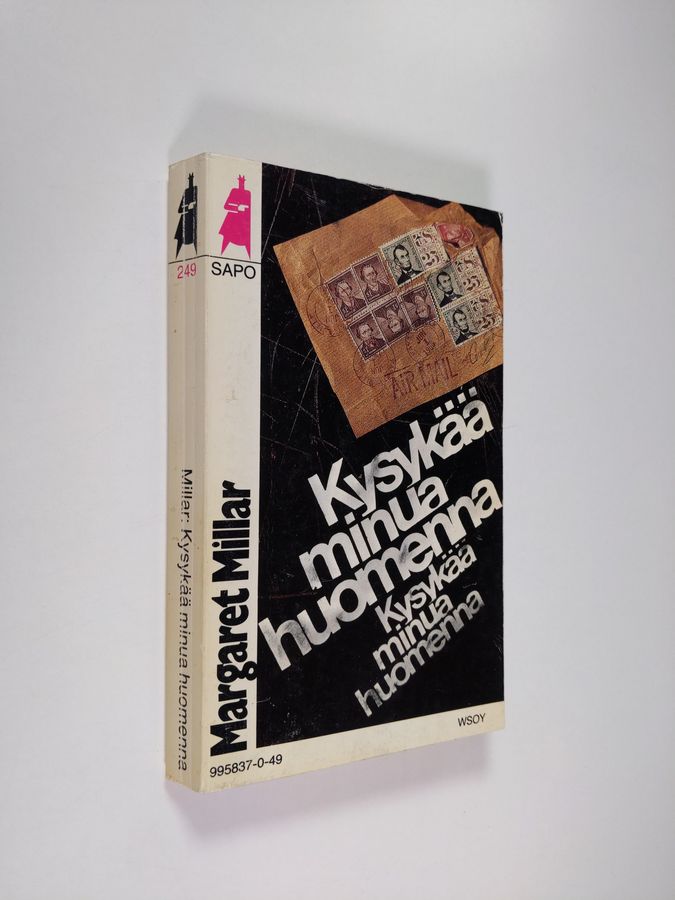 249
SAPO
Millar: Kysykää minua huomenna
Margaret Millar
AIR MAIL
Kysykää
minua
huomenna
Kysykää
minua
huomenna
WSOY
995837-0-49